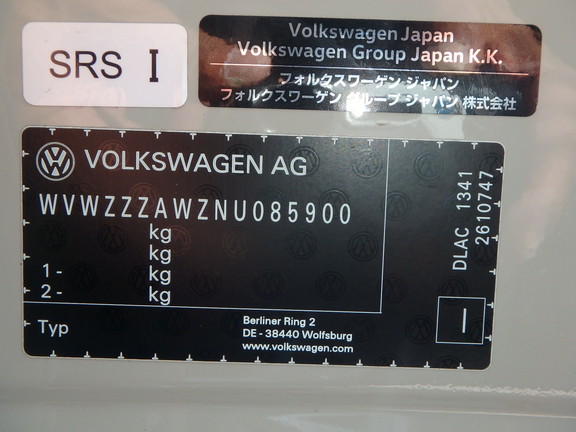 SRS I
Volkswagen Japan
Volkswagen Group Japan K.K.
フォルクスワーゲン ジャパン
フォルクスワーゲン グループ ジャパン 株式会社
VOLKSWAGEN AG
WVWZZZAWZNU085900
kg
kg
1 - kg
2 - kg
Typ
Berliner Ring 2
DE - 38440 Wolfsburg
www.volkswagen.com
DLAC 1341
2610747
I